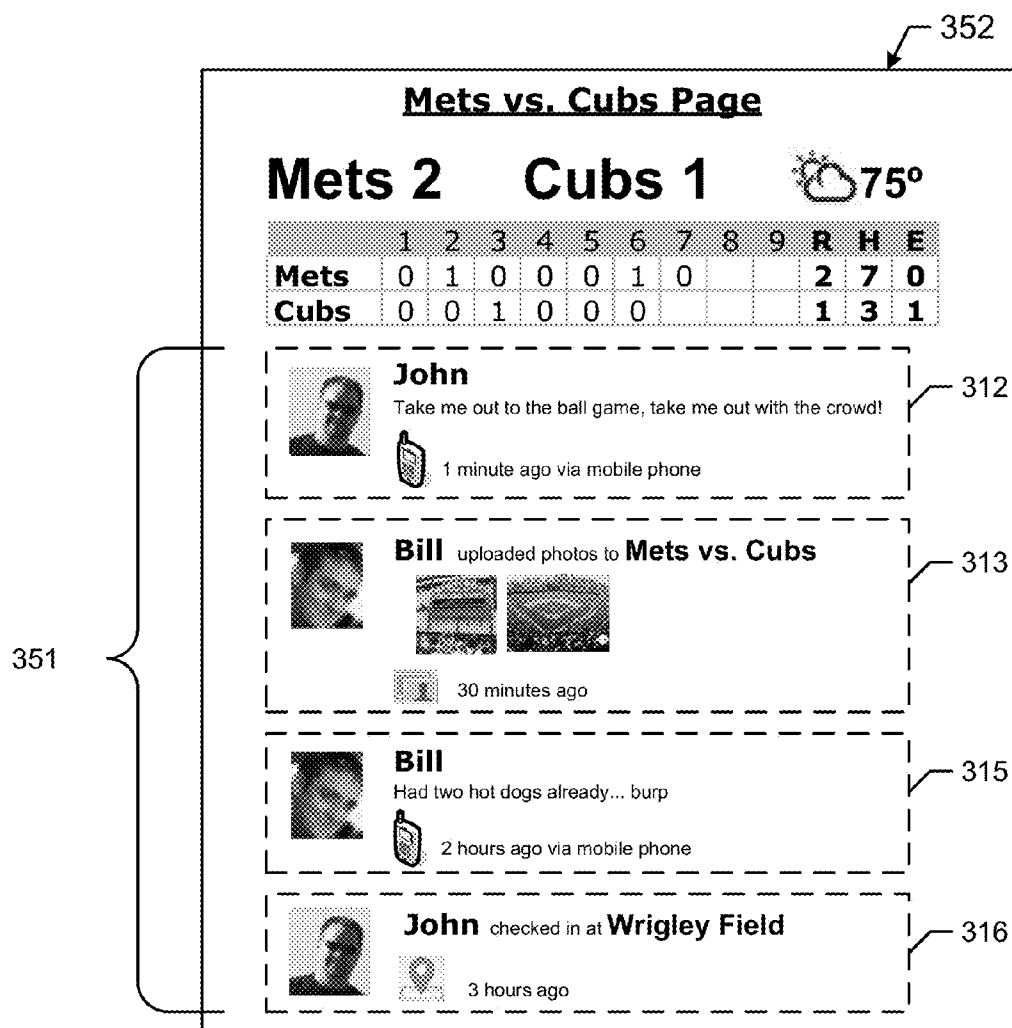 352
Mets vs. Cubs Page
Mets 2 Cubs 1 75º
1 2 3 4 5 6 7 8 9 R H E
Mets 0 1 0 0 0 1 0 2 7 0
Cubs 0 0 1 0 0 0 1 3 1
John
312
Take me out to the ball game, take me out with the crowd!
1 minute ago via mobile phone
Bill uploaded photos to Mets vs. Cubs
313
351
30 minutes ago
Bill
315
Had two hot dogs already... burp
2 hours ago via mobile phone
John checked in at Wrigley Field
316
3 hours ago